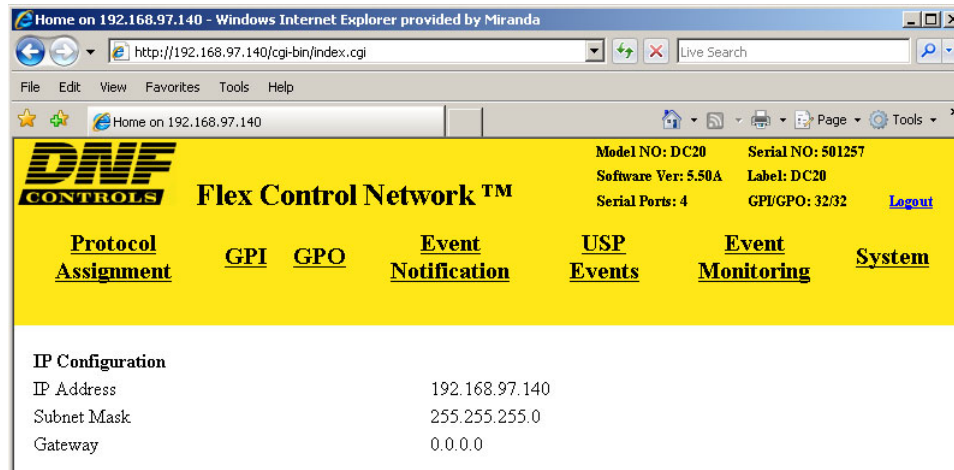 Home on 192.168.97.140 - Windows Internet Explorer provided by Miranda
http://192.168.97.140/cgi-bin/index.cgi
Live Search
File Edit View Favorites Tools Help
Home on 192.168.97.140
Page Tools
DNF
CONTROLS
Flex Control Network ™
Model NO: DC20 Serial NO: 501257
Software Ver: 5.50A Label: DC20
Serial Ports: 4 GPI/GPO: 32/32 Logout
Protocol Assignment GPI GPO Event Notification USP Events Event Monitoring System
IP Configuration
IP Address 192.168.97.140
Subnet Mask 255.255.255.0
Gateway 0.0.0.0